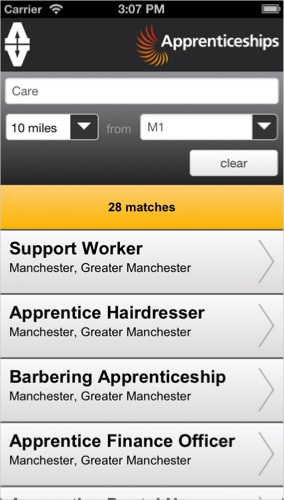 Carrier 3:07 PM
AV
Apprenticeships
Care
10 miles from M1
clear
28 matches
Support Worker
Manchester, Greater Manchester
Apprentice Hairdresser
Manchester, Greater Manchester
Barbering Apprenticeship
Manchester, Greater Manchester
Apprentice Finance Officer
Manchester, Greater Manchester